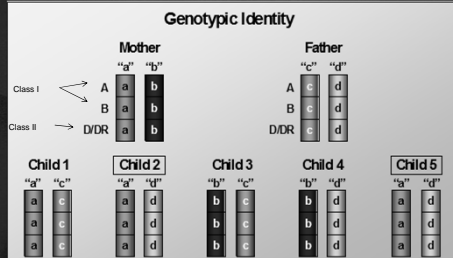 Genotypic Identity
Mother Father
"a" "b" "c" "d"
Class I A a b A c d
B a b B c d
Class II D/DR a b D/DR c d
Child 1 Child 2 Child 3 Child 4 Child 5
"a" "c" "a" "d" "b" "c" "b" "d" "a" "d"
a c a d b c b d a d
a c a d b c b d a d
a c a d b c b d a d